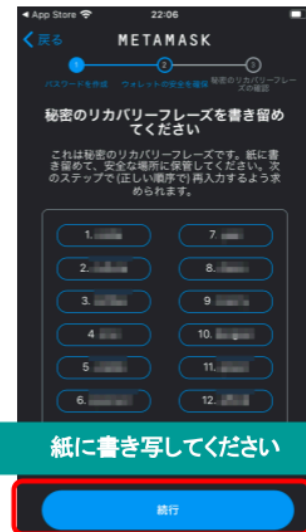 App Store
22:06
戻る
METAMASK
1
2
3
パスワードを作成
ウォレットの安全を確保
秘密のリカバリーフレー
ズの確認
秘密のリカバリーフレーズを書き留め
てください
これは秘密のリカバリーフレーズです。紙に書
き留めて、安全な場所に保管してください。次
のステップで(正しい順序で)再入力するよう求
められます。
1.
7.
2.
8.
3.
9
4
10.
5
11.
6.
12.
紙に書き写してください
続行